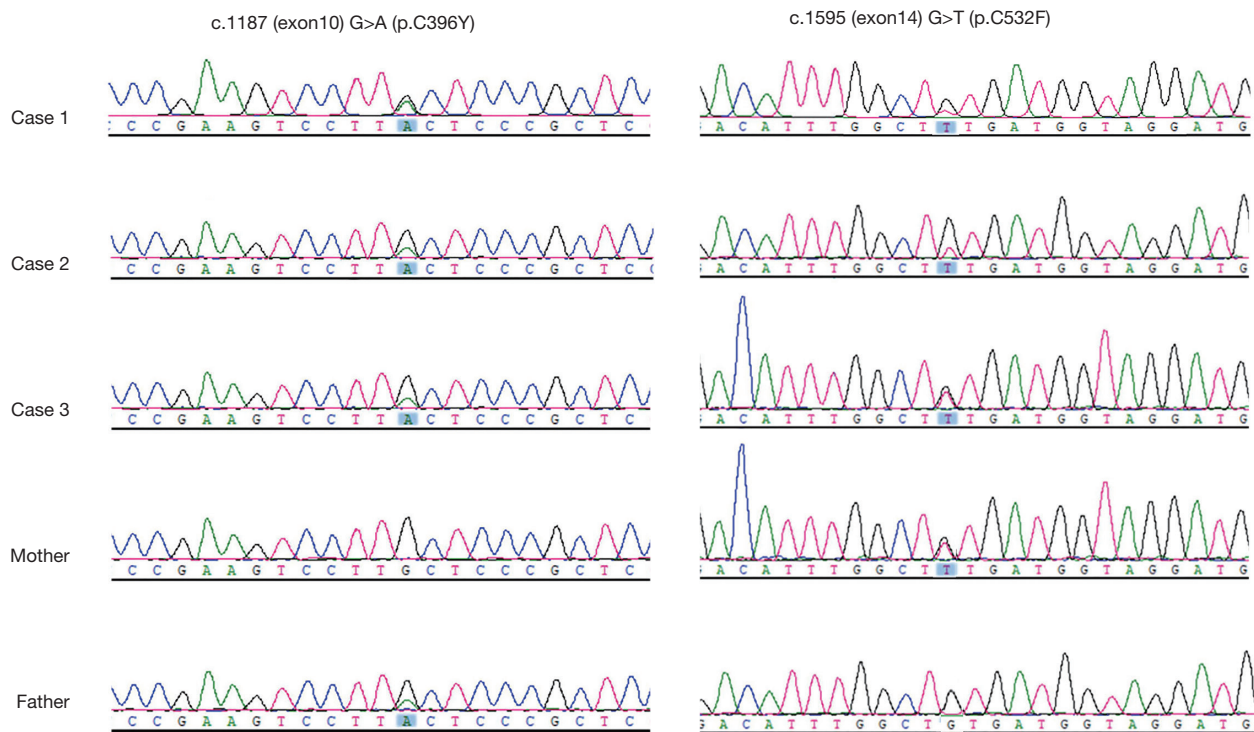 c.1187 (exon10) G>A (p.C396Y)
c.1595 (exon14) G>T (p.C532F)
Case 1
C C G A A G T C C T T A C T C C C G C T C
A C A T T T G G C T T T G A T G G T A G G A T G
Case 2
C C G A A G T C C T T A C T C C C G C T C
A C A T T T G G C T T T G A T G G T A G G A T G
Case 3
C C G A A G T C C T T A C T C C C G C T C
A C A T T T G G C T T T G A T G G T A G G A T G
Mother
C C G A A G T C C T T G C T C C C G C T C
A C A T T T G G C T T T G A T G G T A G G A T G
Father
C C G A A G T C C T T A C T C C C G C T C
A C A T T T G G C T G T G A T G G T A G G A T G